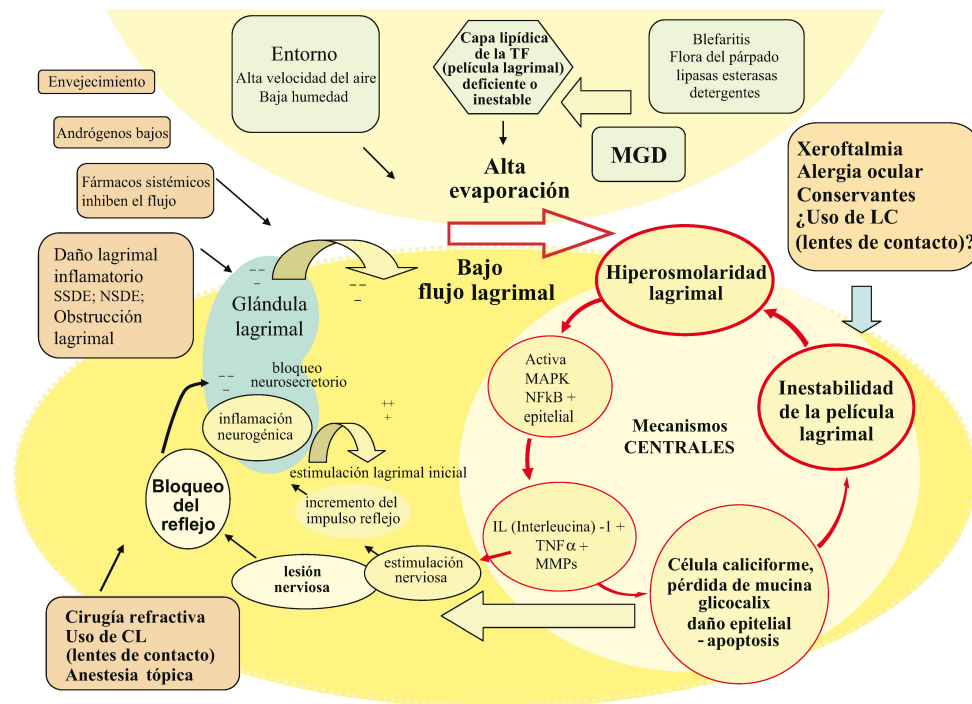 Entorno
Alta velocidad del aire
Baja humedad
Capa lipídica
de la TF
(película lagrimal)
deficiente o
inestable
Blefaritis
Flora del párpado
lipasas esterasas
detergentes
MGD
Envejecimiento
Andrógenos bajos
Fármacos sistémicos
inhiben el flujo
Daño lagrimal
inflamatorio
SSDE; NSDE;
Obstrucción
lagrimal
Alta
evaporación
Xeroftalmia
Alergia ocular
Conservantes
¿Uso de LC
(lentes de contacto)?
Bajo
flujo lagrimal
Hiperosmolaridad
lagrimal
-- --
-
-- --
-
Glándula
lagrimal
bloqueo
neurosecretorio
-- --
-
inflamación
neurogénica
++
+
estimulación lagrimal inicial
incremento del
impulso reflejo
Activa
MAPK
NFkB +
epitelial
Mecanismos
CENTRALES
Inestabilidad
de la película
lagrimal
Bloqueo
del
reflejo
IL (Interleucina) -1 +
TNFα +
MMPs
lesión
nerviosa
estimulación
nerviosa
Célula caliciforme,
pérdida de mucina
glicocalix
daño epitelial
- apoptosis
Cirugía refractiva
Uso de CL
(lentes de contacto)
Anestesia tópica